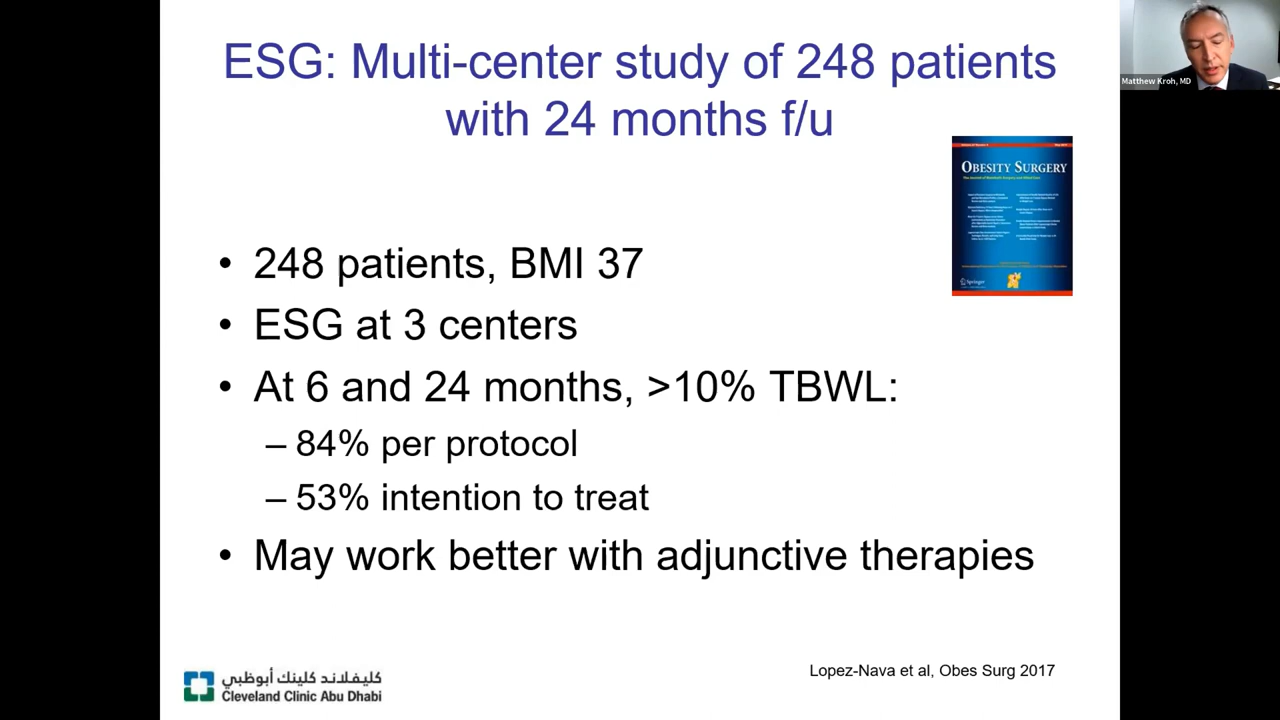 ESG: Multi-center study of 248 patients
with 24 months f/u
Matthew Kroh, MD
OBESITY SURGERY
Springer
• 248 patients, BMI 37
• ESG at 3 centers
• At 6 and 24 months, >10% TBWL:
– 84% per protocol
– 53% intention to treat
• May work better with adjunctive therapies
كليفلاند كلينك أبوظبي
Cleveland Clinic Abu Dhabi
Lopez-Nava et al, Obes Surg 2017